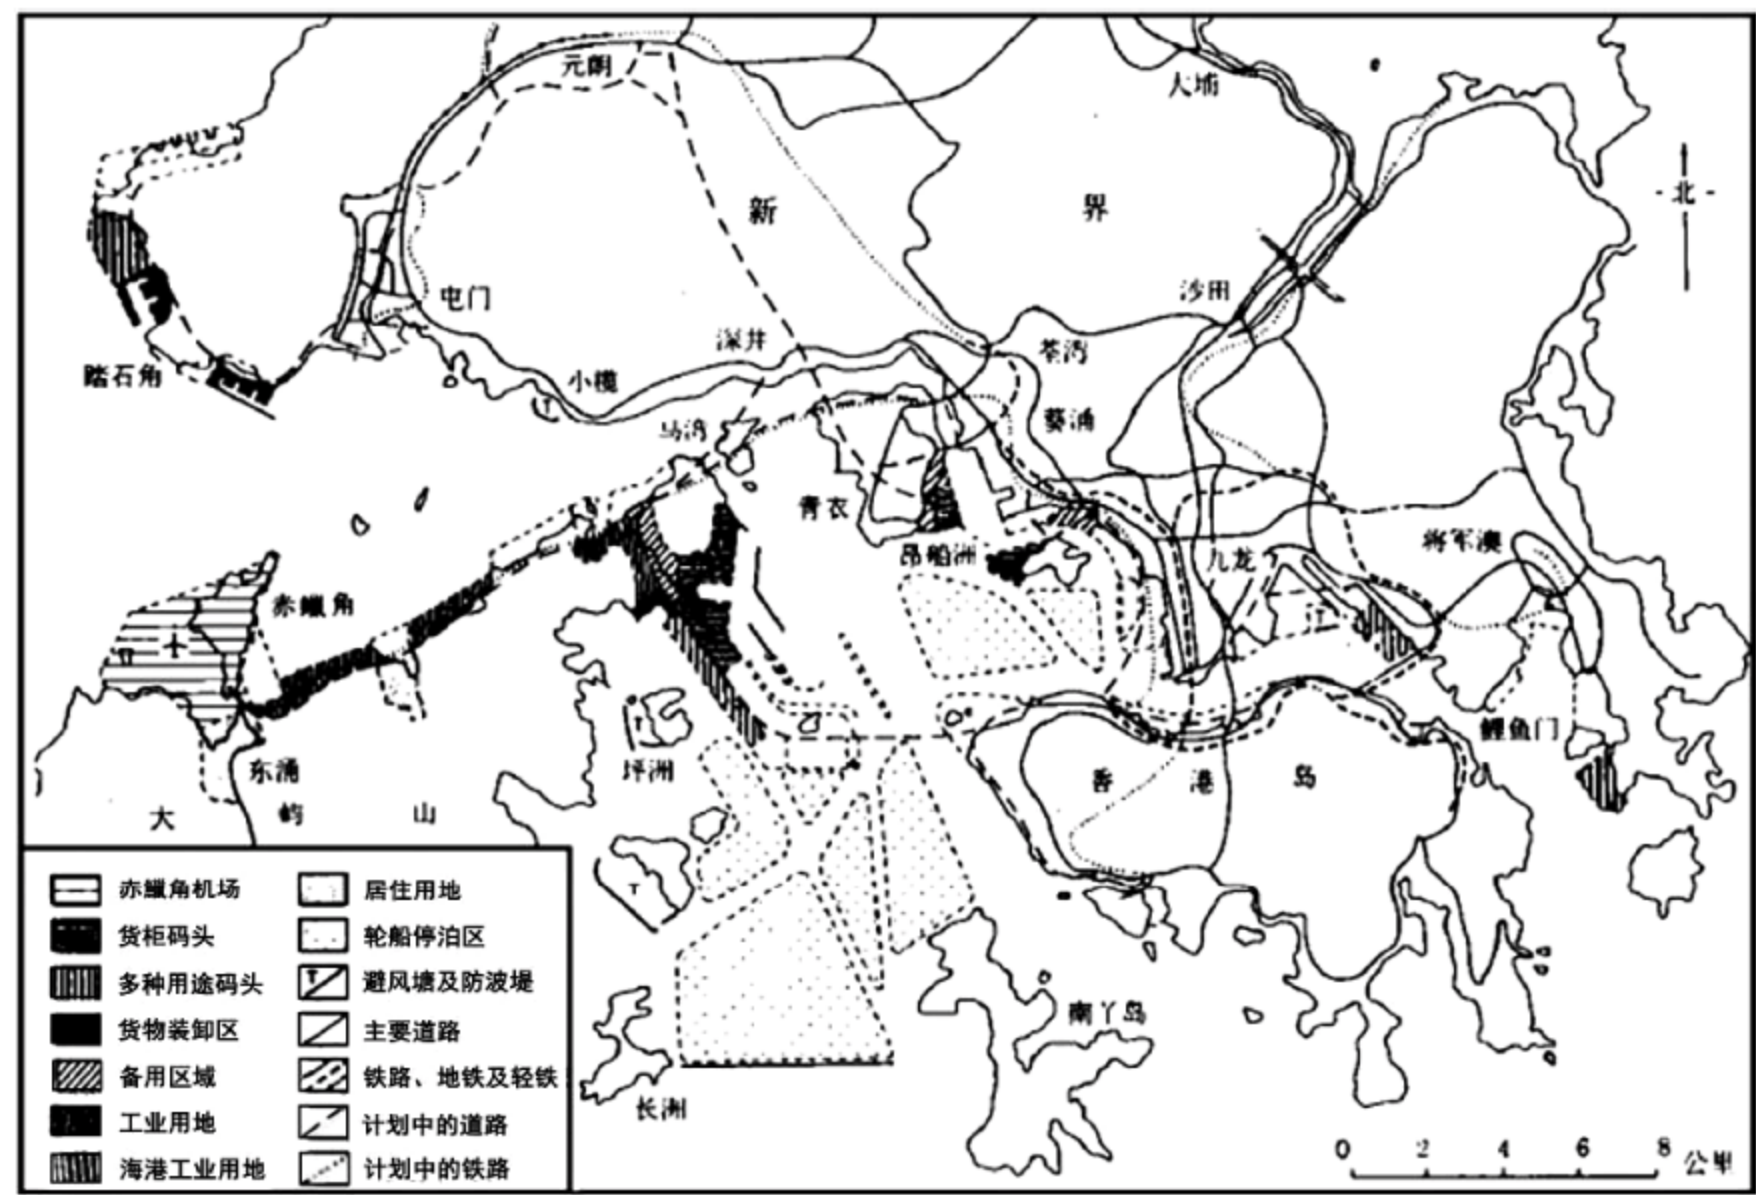 元朗
大埔
新
界
北
沙田
屯门
深井
荃湾
踏石角
小榄
葵涌
马湾
青衣
将军澳
昂船洲
九龙
赤鱲角
鲤鱼门
坪洲
东涌
香
港
岛
大
屿
山
赤鱲角机场
居住用地
货柜码头
轮船停泊区
多种用途码头
避风塘及防波堤
货物装卸区
主要道路
备用区域
铁路、地铁及轻铁
工业用地
计划中的道路
海港工业用地
计划中的铁路
南丫岛
长洲
0 2 4 6 8 公里